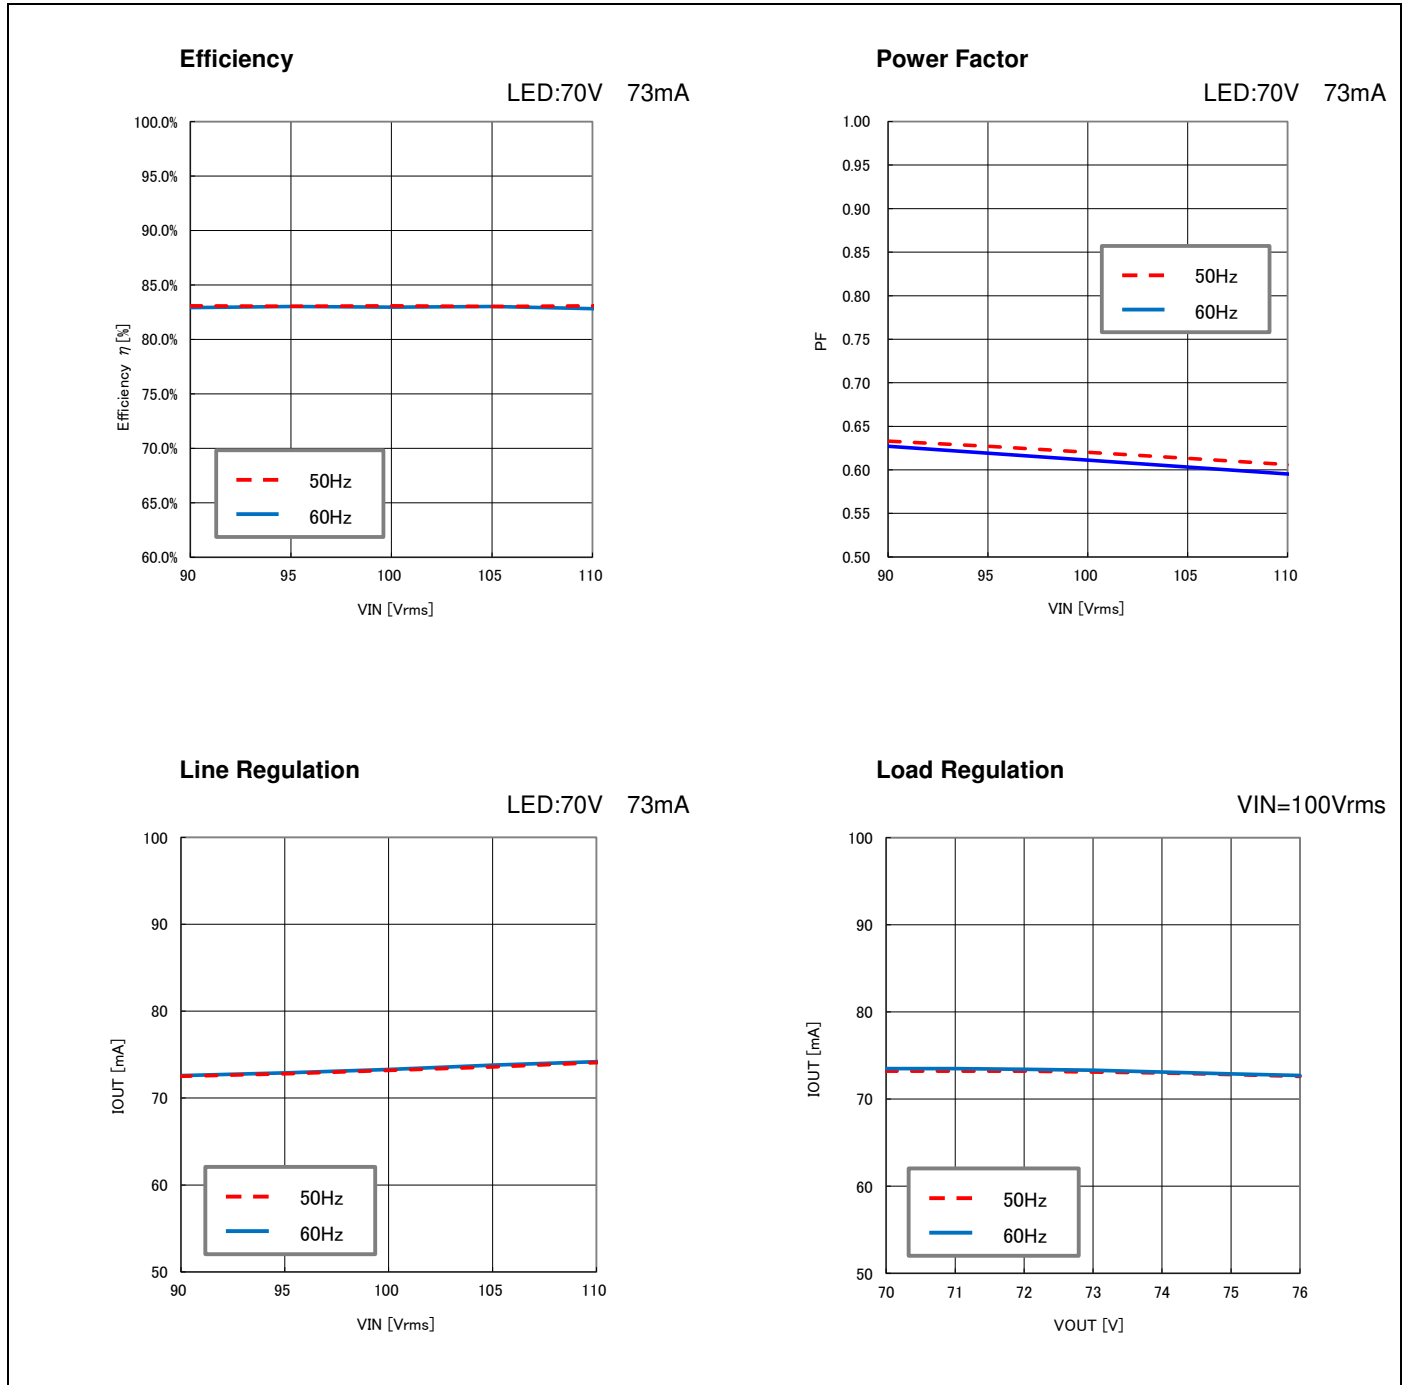 Efficiency
LED:70V 73mA
100.0%
95.0%
90.0%
85.0%
80.0%
75.0%
70.0%
65.0%
60.0%
Efficiency η[%]
50Hz
60Hz
90 95 100 105 110
VIN [Vrms]
Power Factor
LED:70V 73mA
1.00
0.95
0.90
0.85
0.80
0.75
0.70
0.65
0.60
0.55
0.50
PF
50Hz
60Hz
90 95 100 105 110
VIN [Vrms]
Line Regulation
LED:70V 73mA
100
90
80
70
60
50
IOUT [mA]
50Hz
60Hz
90 95 100 105 110
VIN [Vrms]
Load Regulation
VIN=100Vrms
100
90
80
70
60
50
IOUT [mA]
50Hz
60Hz
70 71 72 73 74 75 76
VOUT [V]